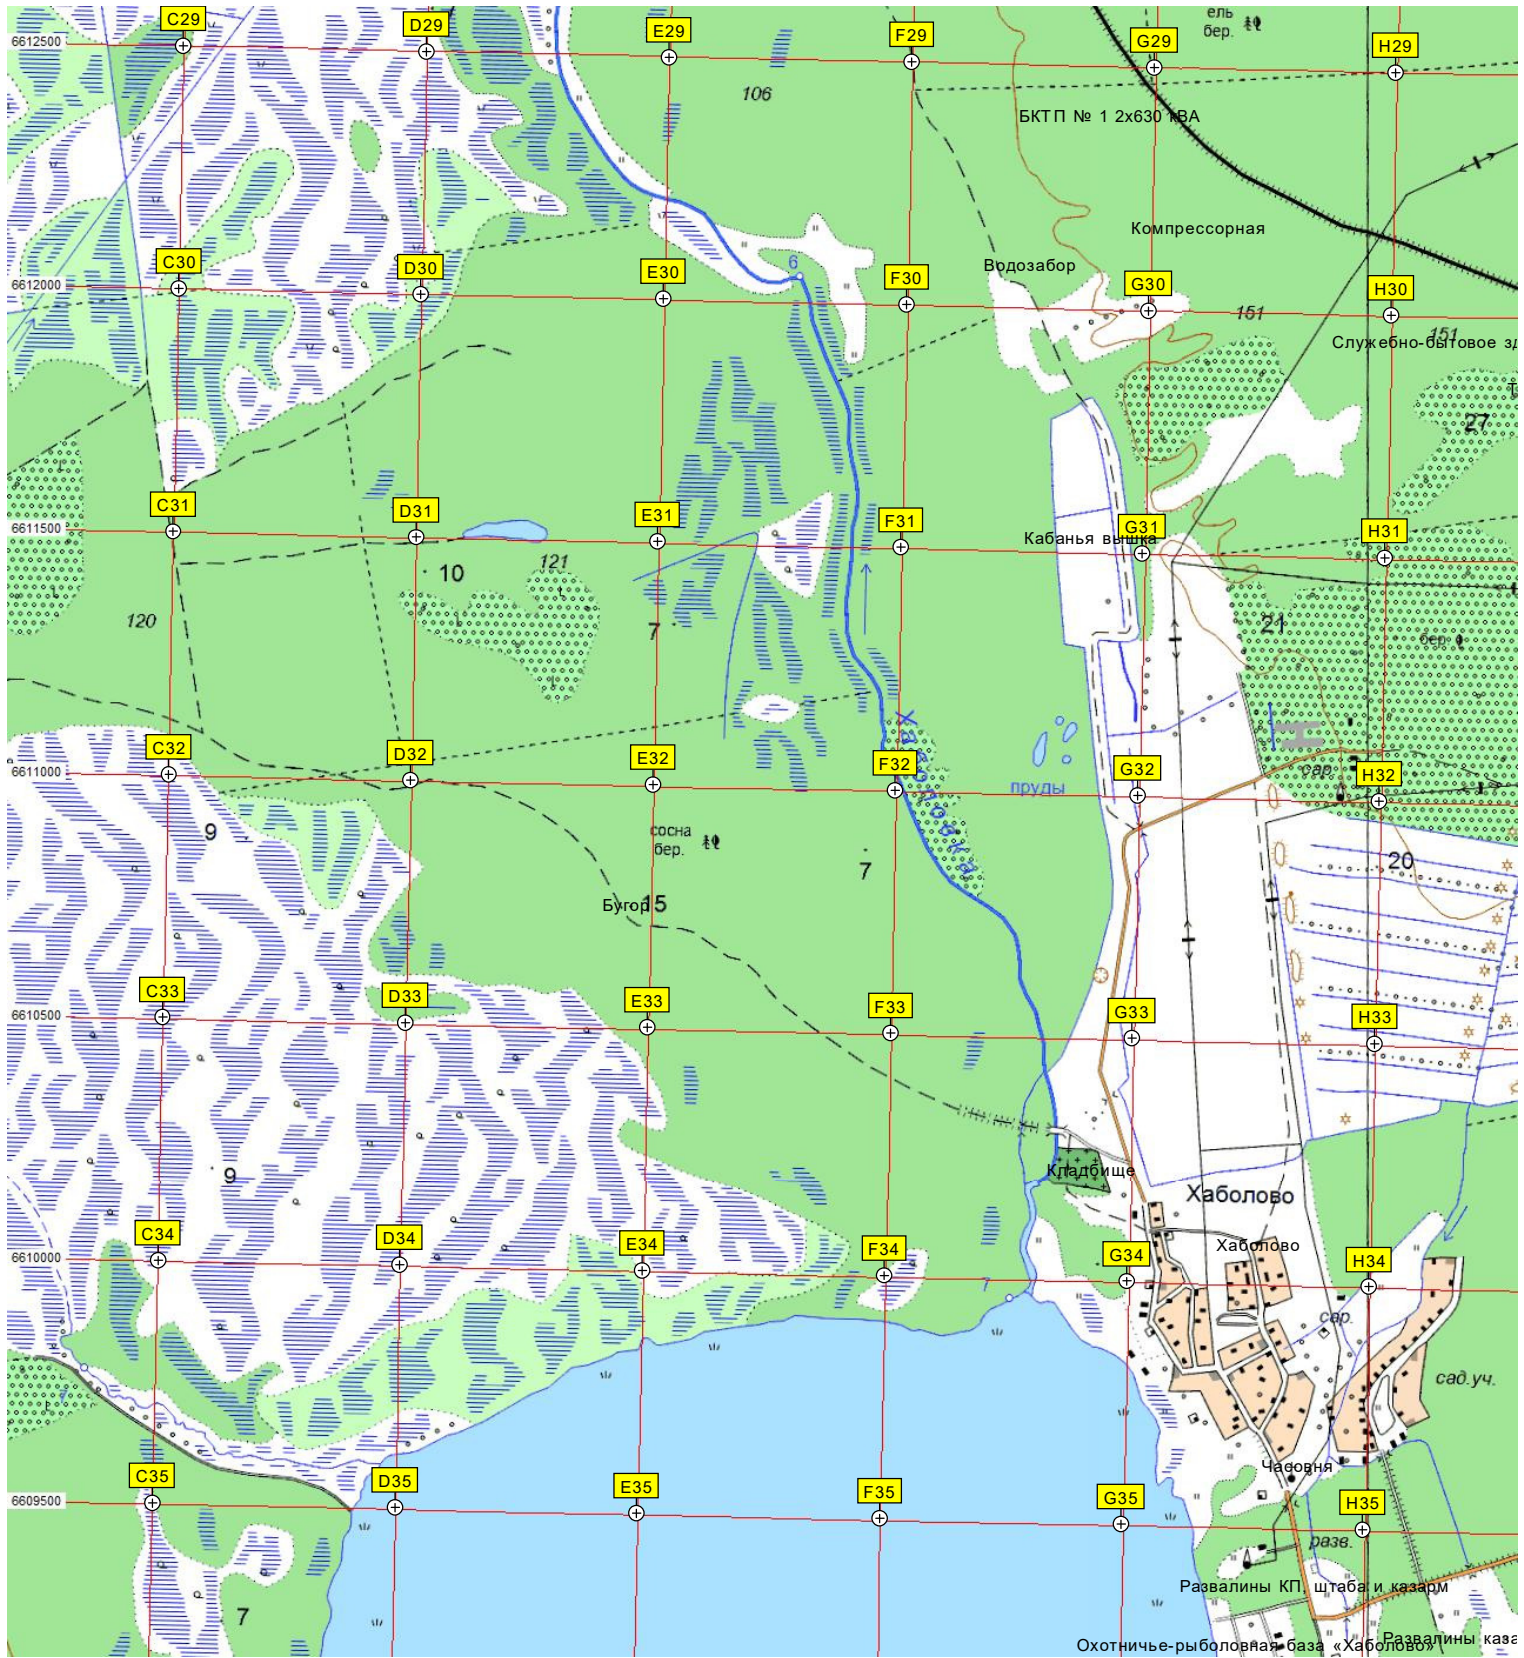 C29
D29
E29
F29
G29
H29
6612500
ель
бер.
106
БКТП № 1 2х630 кВА
Компрессорная
Водозабор
6
C30
D30
E30
F30
G30
H30
6612000
151
151
Служебно-бытовое зд
27
C31
D31
E31
F31
G31
H31
6611500
Кабанья вышка
121
10
120
7
21
бер.
Хаболовка
C32
D32
E32
F32
G32
H32
6611000
сар.
пруды
9
сосна
бер.
7
20
Бугор
15
C33
D33
E33
F33
G33
H33
6610500
9
Кладбище
Хаболово
Хаболово
C34
D34
E34
F34
G34
H34
6610000
7
сар.
сад.уч.
Часовня
C35
D35
E35
F35
G35
H35
6609500
разв.
Развалины КП, штаба и казарм
7
Охотничье-рыболовная база «Хаболово»
Развалины каза